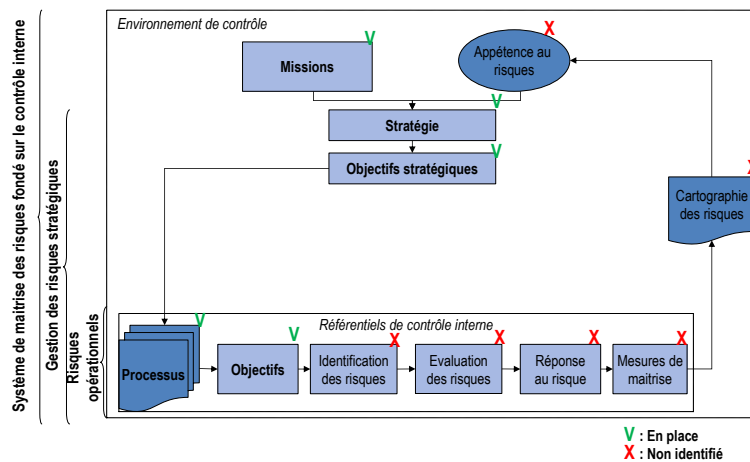 Système de maitrise des risques fondé sur le contrôle interne
Gestion des risques stratégiques
Risques
opérationnels
Environnement de contrôle
V
Missions
X
Appétence au
risques
V
Stratégie
V
Objectifs stratégiques
X
Cartographie
des risques
Référentiels de contrôle interne
V
Processus
V
Objectifs
X
Identification
des risques
X
Evaluation
des risques
X
Réponse
au risque
X
Mesures de
maitrise
V : En place
X : Non identifié